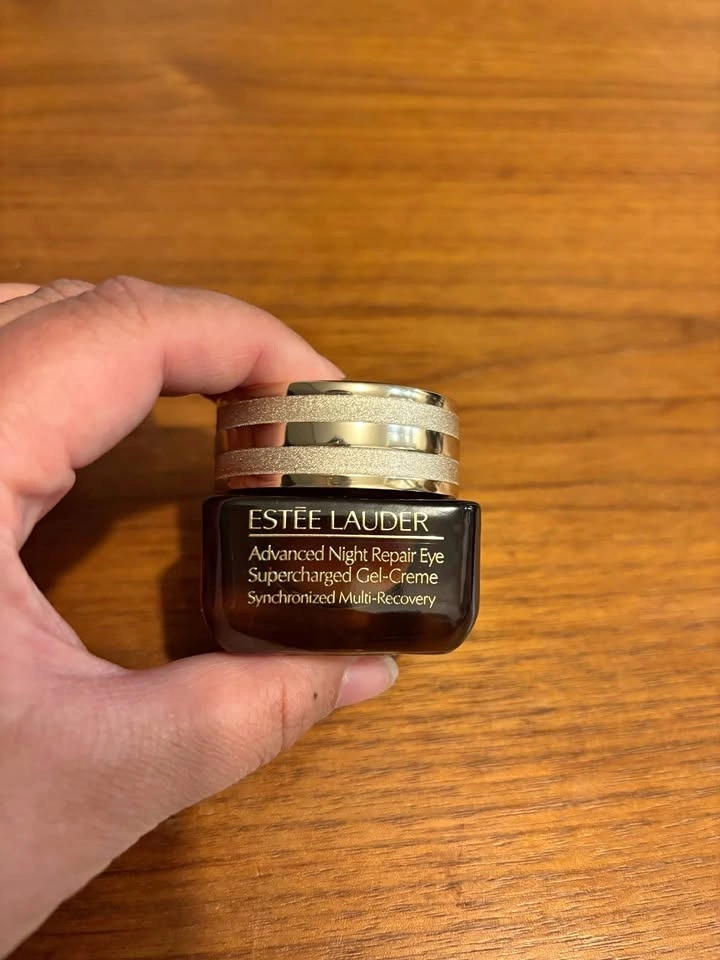 ESTĒE LAUDER
Advanced Night Repair Eye
Supercharged Gel-Creme
Synchronized Multi-Recovery